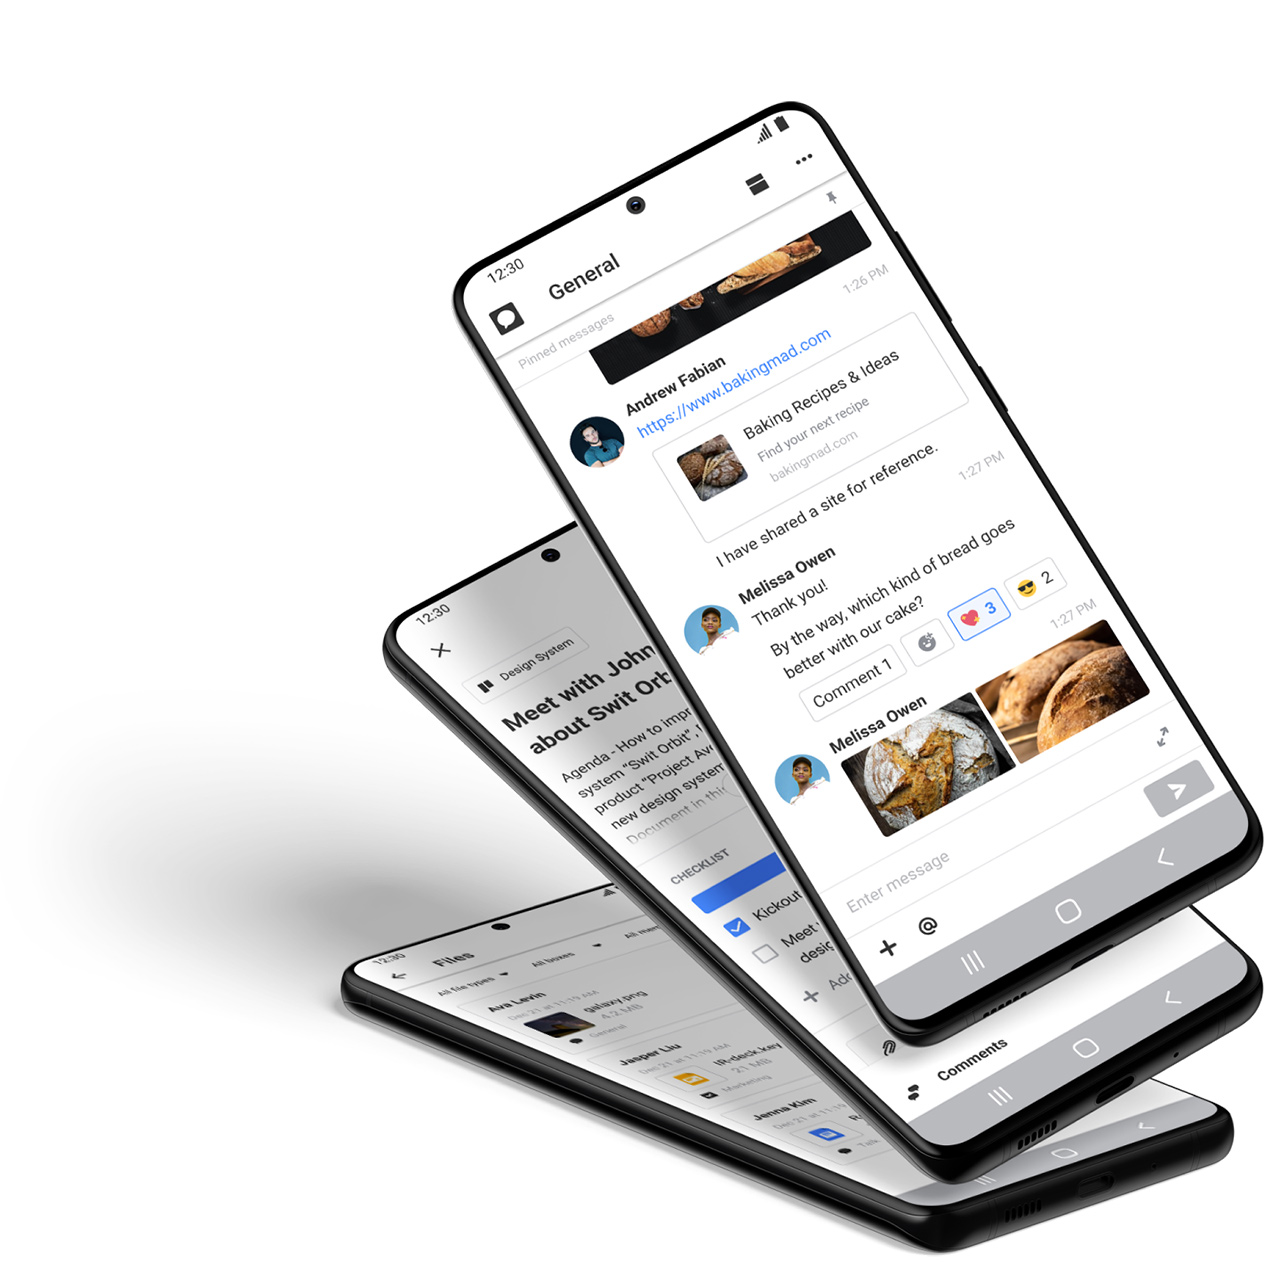 12:30
General
Pinned messages
1:26 PM
Andrew Fabian
https://www.bakingmad.com
Baking Recipes & Ideas
Find your next recipe
bakingmad.com
I have shared a site for reference.
1:27 PM
Melissa Owen
Thank you!
By the way, which kind of bread goes
better with our cake?
Comment 1
3
2
1:27 PM
Melissa Owen
Enter message
@
12:30
Design System
Meet with John
about Swit Orb
Agenda - How to impr
system "Swit Orbit",
product "Project Av
new design system
Document in thi
CHECKLIST
Kickout
Meet
desig
Add
Comments
12:30
Files
All file types
All boxes
All mem
Ava Levin
Dec 21 at 11:19 AM
galaxy.png
4.2 MB
General
Jasper Liu
Dec 21 at 11:19 AM
IR-deck.key
21 MB
Marketing
Jenna Kim
Dec 21 at 11:19
Talk